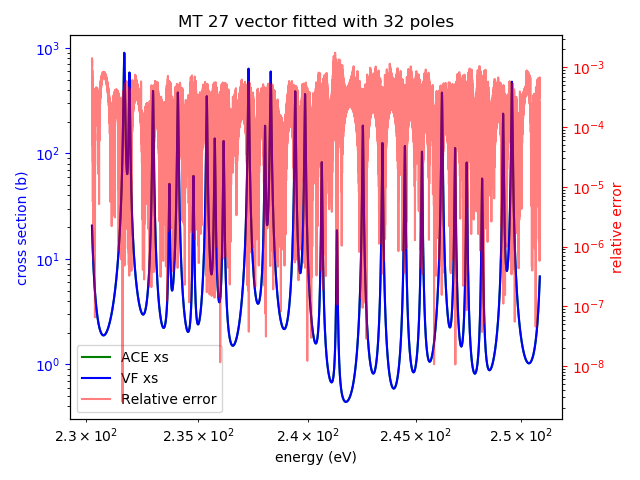 MT 27 vector fitted with 32 poles
cross section (b)
10³
10²
10¹
10⁰
10⁻³
10⁻⁴
10⁻⁵
10⁻⁶
10⁻⁷
10⁻⁸
relative error
ACE xs
VF xs
Relative error
2.3 × 10² 2.35 × 10² 2.4 × 10² 2.45 × 10² 2.5 × 10²
energy (eV)